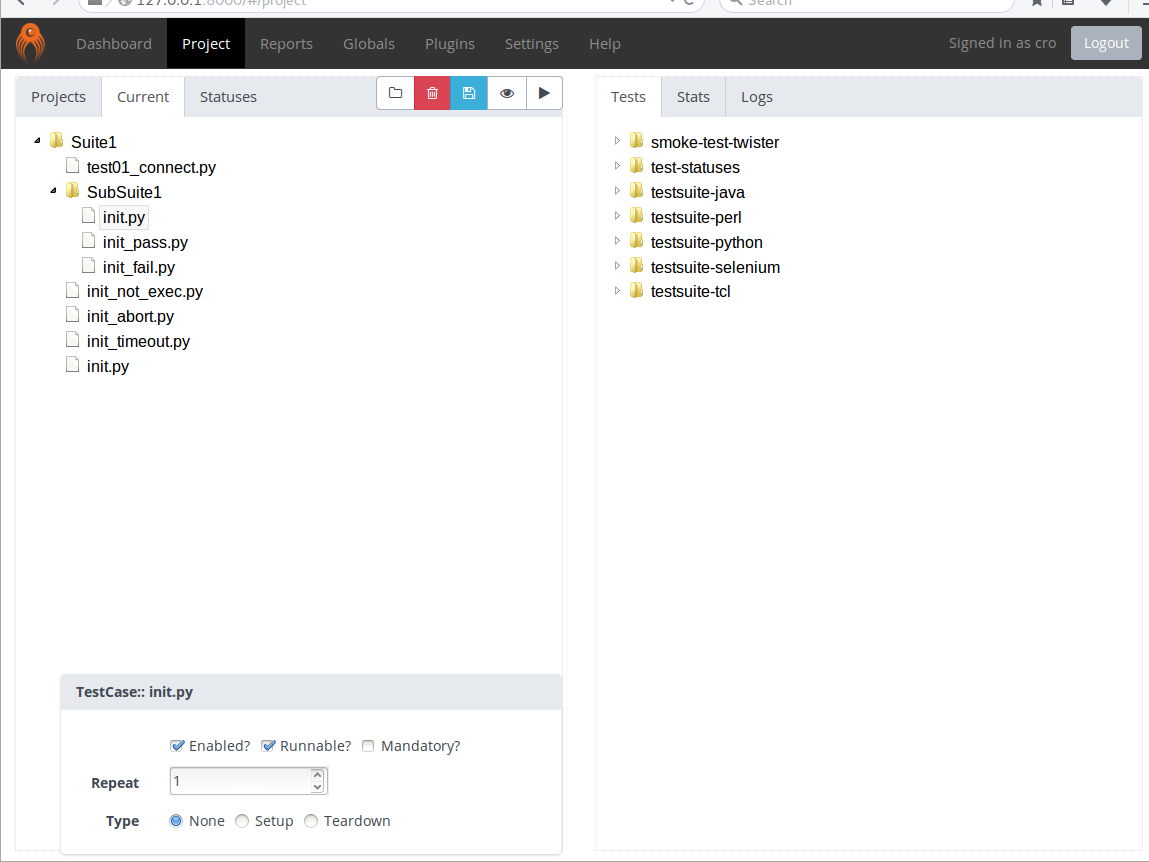 127.0.0.1:8000/#/project
Search
Dashboard Project Reports Globals Plugins Settings Help Signed in as cro Logout
Projects Current Statuses
Tests Stats Logs
Suite1
test01_connect.py
SubSuite1
init.py
init_pass.py
init_fail.py
init_not_exec.py
init_abort.py
init_timeout.py
init.py
smoke-test-twister
test-statuses
testsuite-java
testsuite-perl
testsuite-python
testsuite-selenium
testsuite-tcl
TestCase:: init.py
Enabled? Runnable? Mandatory?
Repeat 1
Type None Setup Teardown